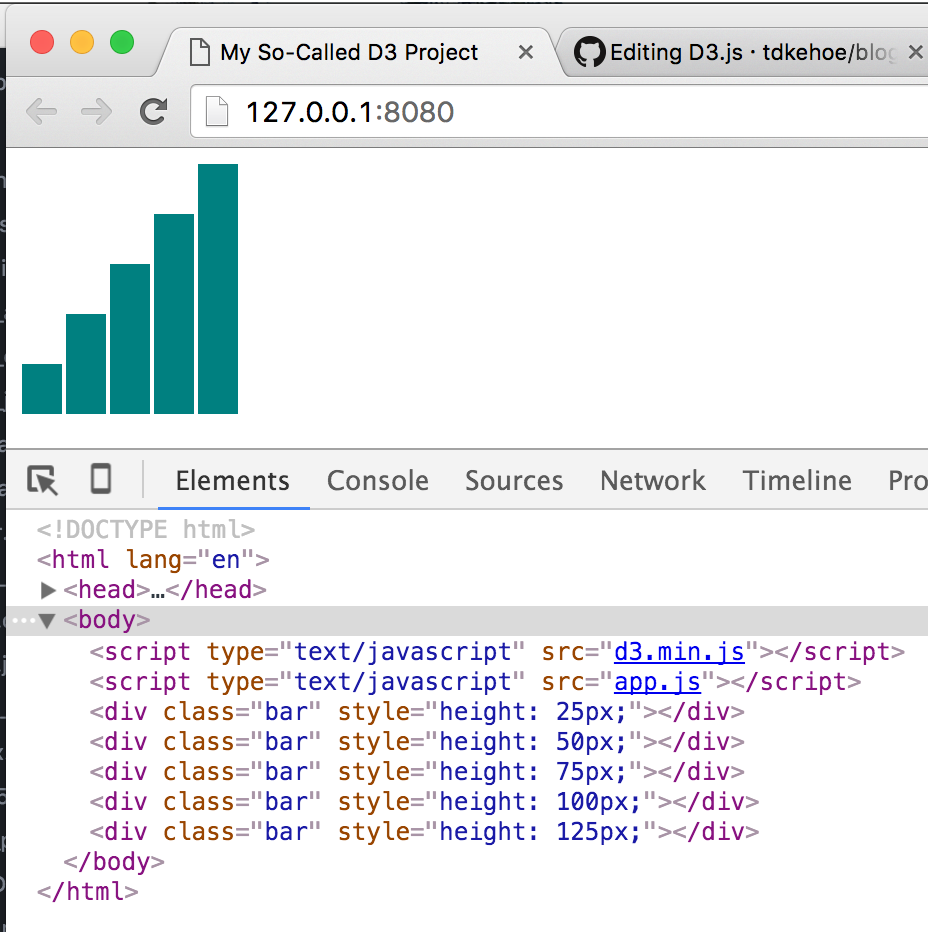 My So-Called D3 Project
Editing D3.js · tdkehoe/blog
127.0.0.1:8080
Elements Console Sources Network Timeline Pro
<!DOCTYPE html>
<html lang="en">
<head>…</head>
<body>
<script type="text/javascript" src="d3.min.js"></script>
<script type="text/javascript" src="app.js"></script>
<div class="bar" style="height: 25px;"></div>
<div class="bar" style="height: 50px;"></div>
<div class="bar" style="height: 75px;"></div>
<div class="bar" style="height: 100px;"></div>
<div class="bar" style="height: 125px;"></div>
</body>
</html>